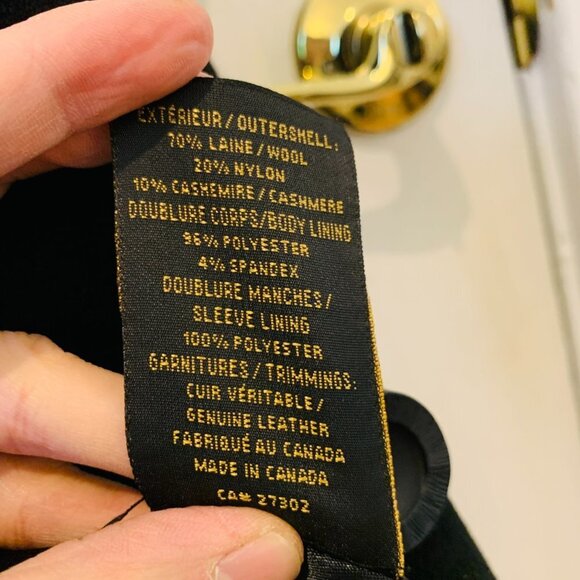 EXTÉRIEUR / OUTERSHELL:
70% LAINE / WOOL
20% NYLON
10% CASHEMIRE / CASHMERE
DOUBLURE CORPS/BODY LINING
96% POLYESTER
4% SPANDEX
DOUBLURE MANCHES /
SLEEVE LINING
100% POLYESTER
GARNITURES / TRIMMINGS:
CUIR VÉRITABLE /
GENUINE LEATHER
FABRIQUÉ AU CANADA
MADE IN CANADA
CA# 27302